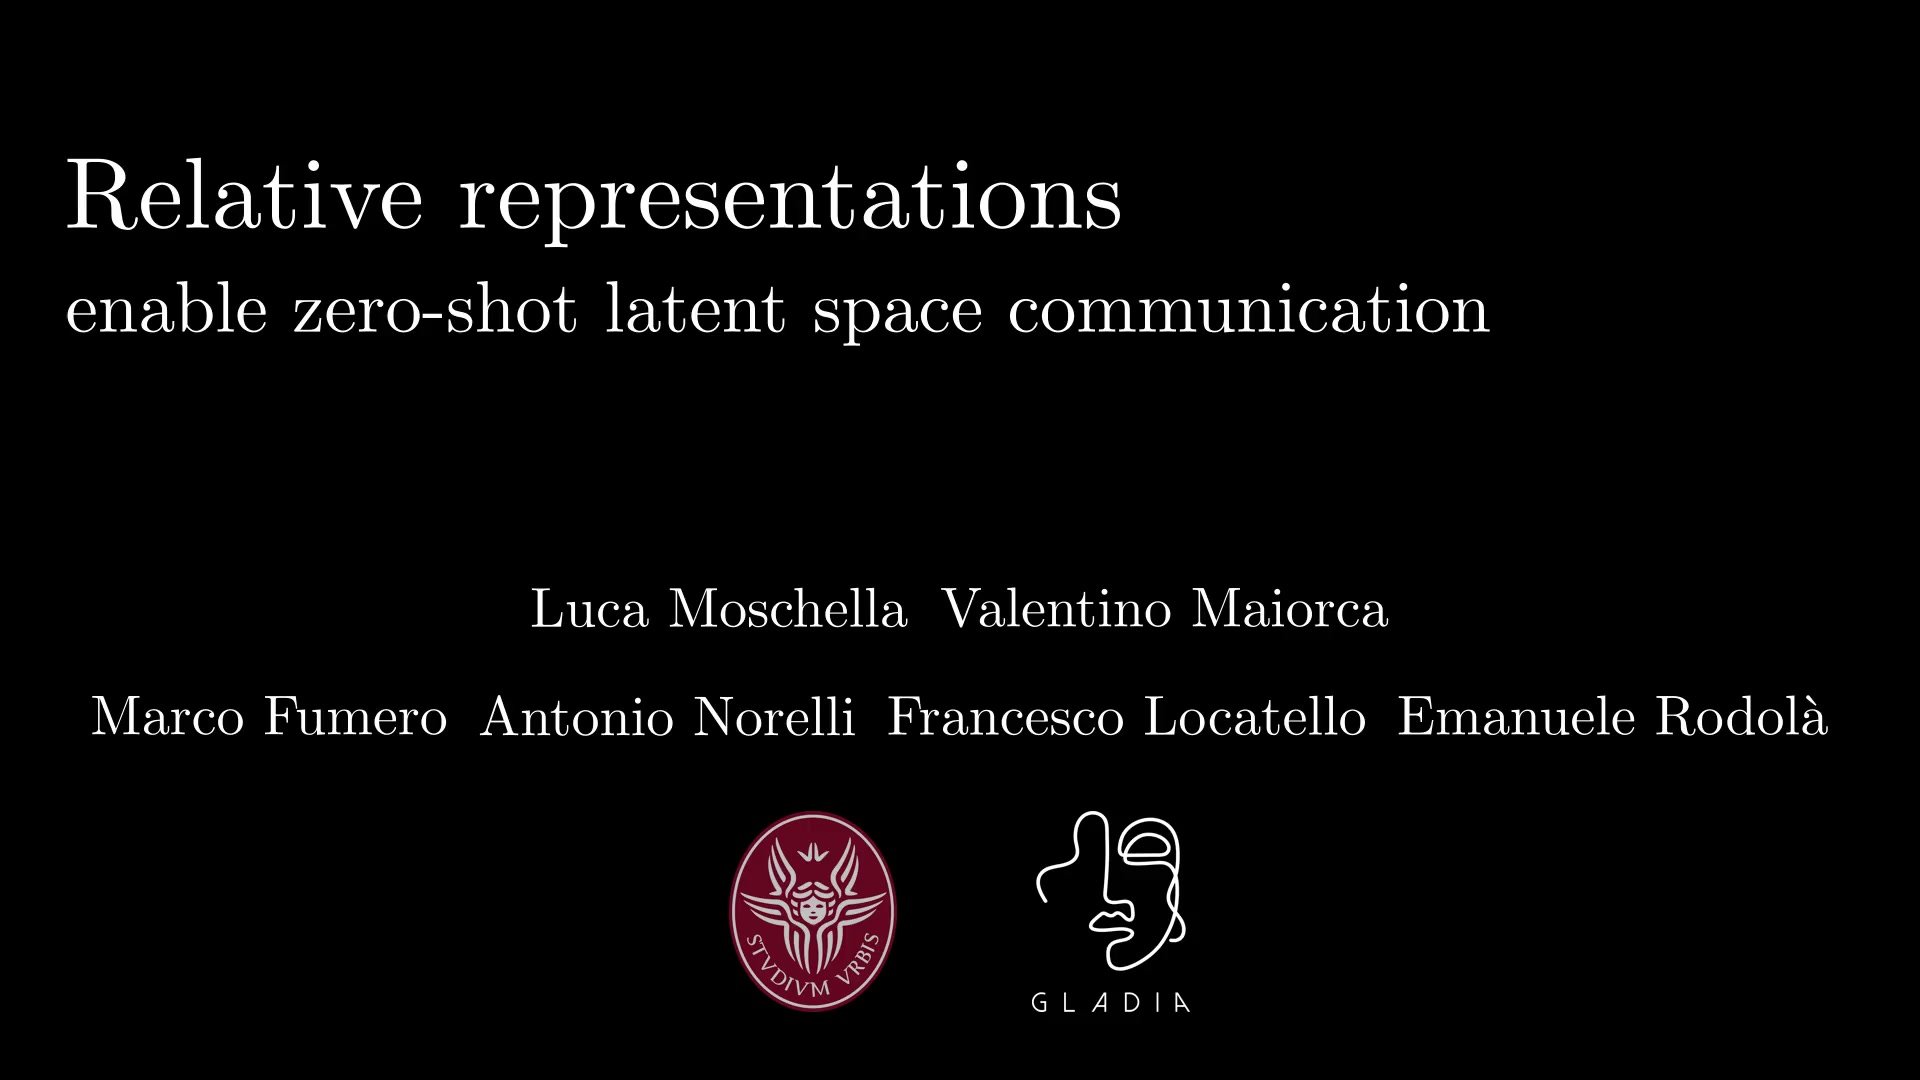 Relative representations
enable zero-shot latent space communication
Luca Moschella Valentino Maiorca
Marco Fumero Antonio Norelli Francesco Locatello Emanuele Rodolà
STVDIVM VRBIS
GLADIA